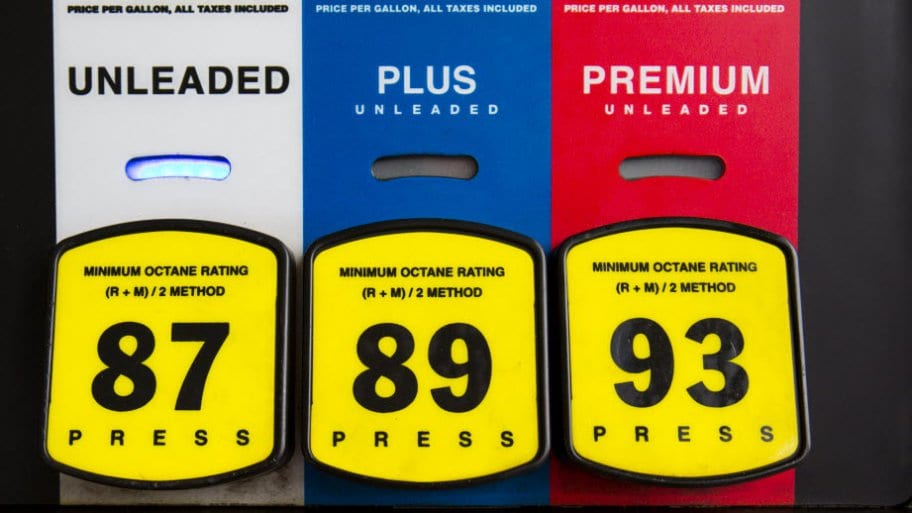 PRICE PER GALLON, ALL TAXES INCLUDED
UNLEADED
MINIMUM OCTANE RATING
(R + M) / 2 METHOD
87
PRESS
PRICE PER GALLON, ALL TAXES INCLUDED
PLUS
UNLEADED
MINIMUM OCTANE RATING
(R + M) / 2 METHOD
89
PRESS
PRICE PER GALLON, ALL TAXES INCLUDED
PREMIUM
UNLEADED
MINIMUM OCTANE RATING
(R + M) / 2 METHOD
93
PRESS